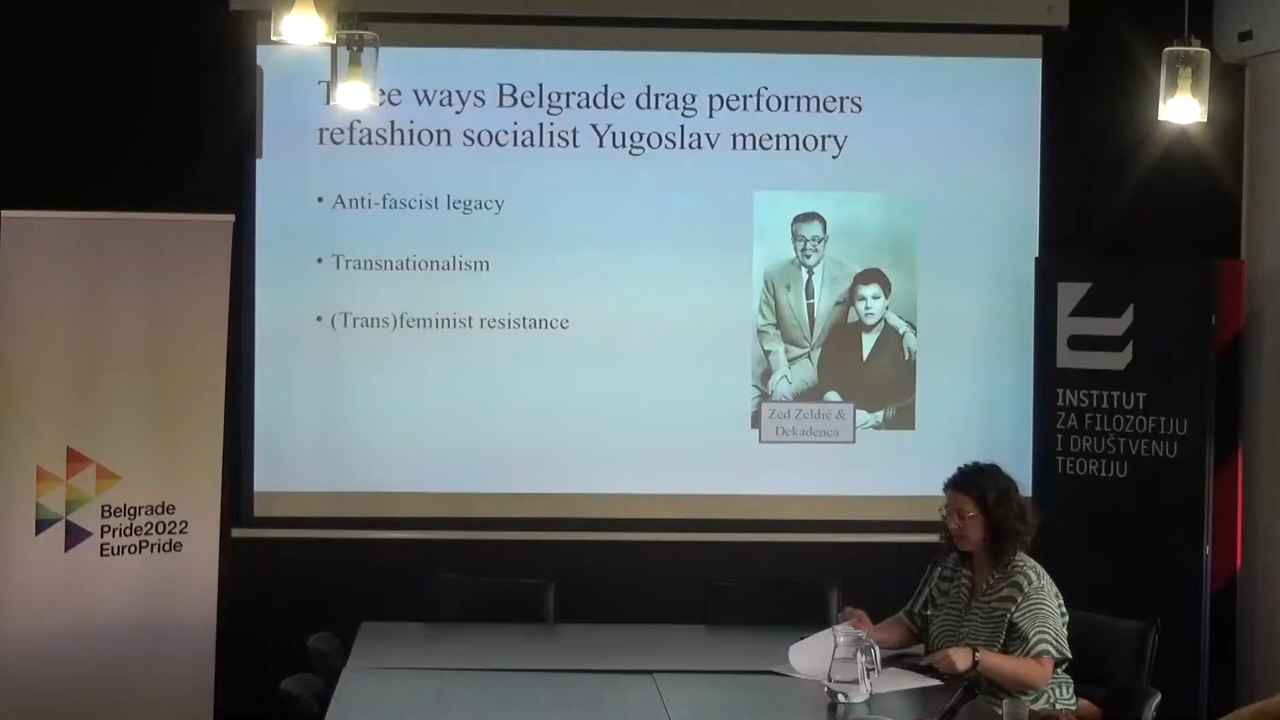 Three ways Belgrade drag performers
refashion socialist Yugoslav memory
• Anti-fascist legacy
• Transnationalism
• (Trans)feminist resistance
Zed Zeldić &
Dekadenca
Belgrade
Pride2022
EuroPride
INSTITUT
ZA FILOZOFIJU
I DRUŠTVENU
TEORIJU